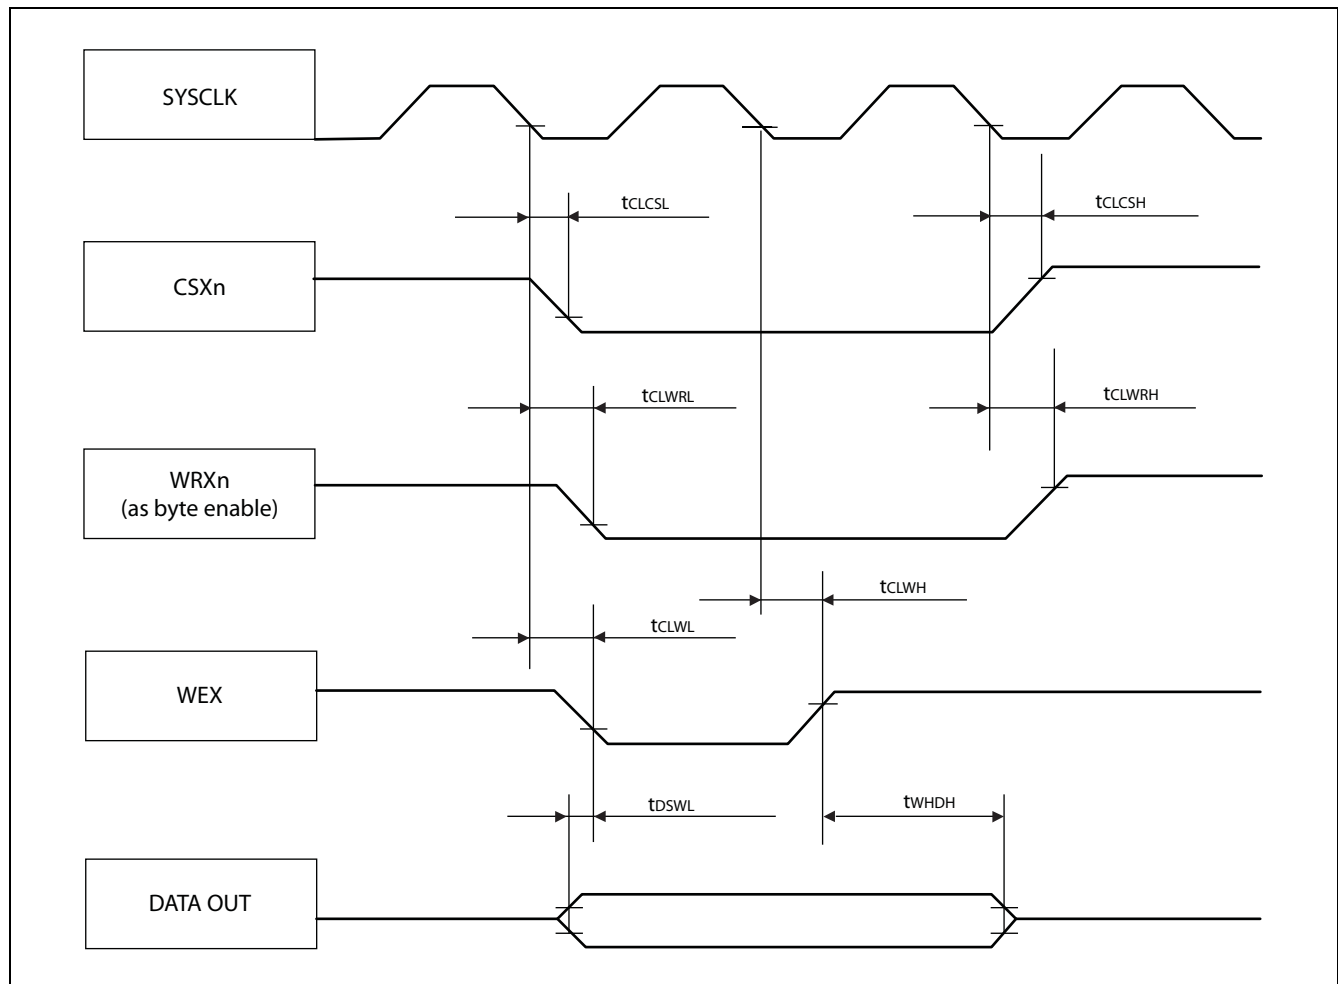 SYSCLK
tCLCSL
tCLCSH
CSXn
tCLWRL
tCLWRH
WRXn
(as byte enable)
tCLWH
tCLWL
WEX
tDSWL
tWHDH
DATA OUT